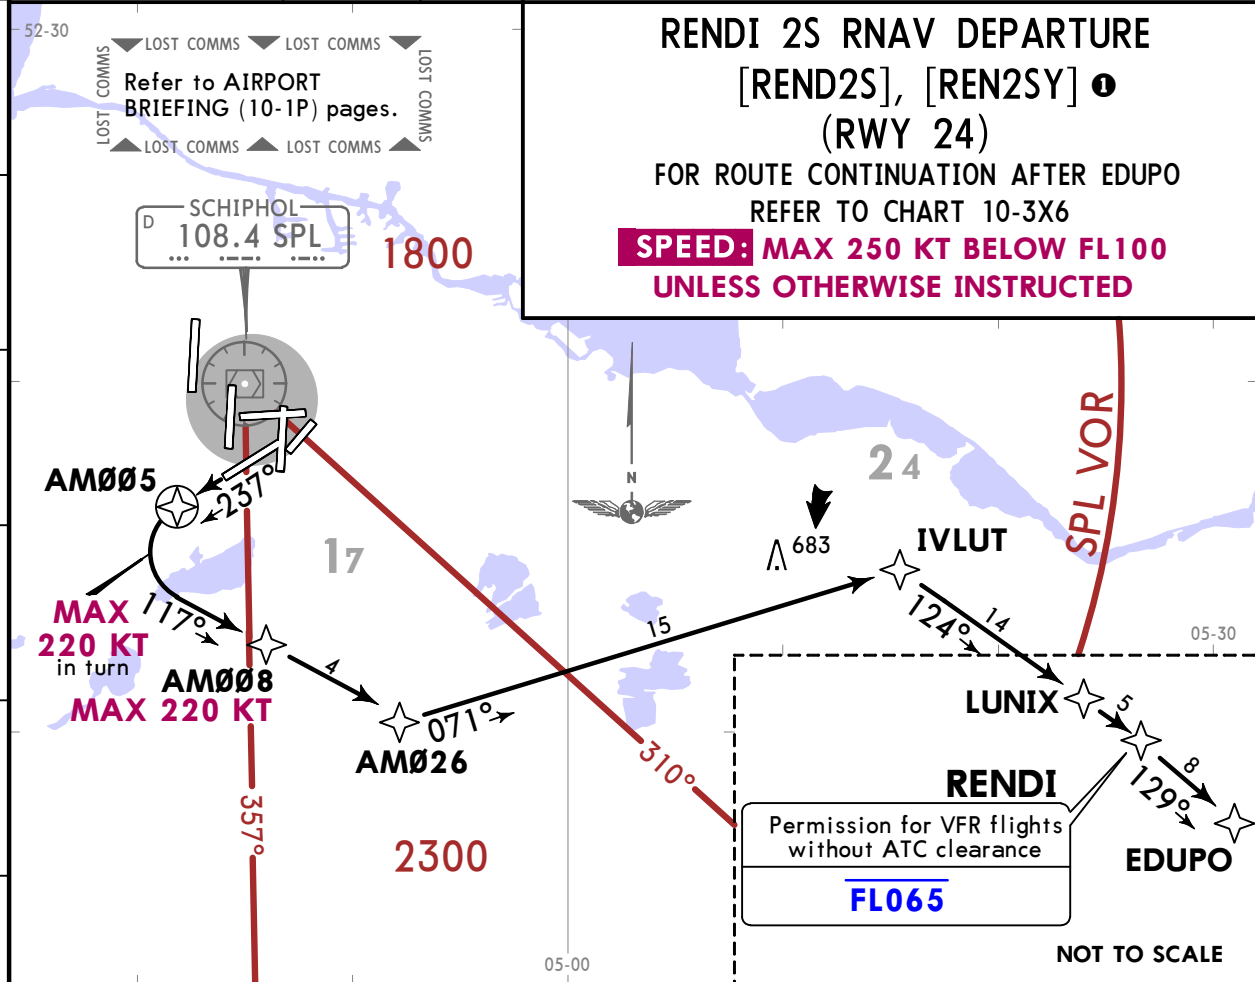 52-30
LOST COMMS LOST COMMS
LOST COMMS
LOST COMMS
Refer to AIRPORT
BRIEFING (10-1P) pages.
LOST COMMS LOST COMMS
RENDI 2S RNAV DEPARTURE
[REND2S], [REN2SY] ❶
(RWY 24)
FOR ROUTE CONTINUATION AFTER EDUPO
REFER TO CHART 10-3X6
SPEED: MAX 250 KT BELOW FL100
UNLESS OTHERWISE INSTRUCTED
SCHIPHOL
D
108.4 SPL
1800
SPL VOR
24
AMØØ5
237°
N
683
IVLUT
17
MAX
220 KT
in turn
117°
AMØØ8
MAX 220 KT
4
15
124°
14
05-30
071°
AMØ26
LUNIX
5
310°
RENDI
8
129°
357°
Permission for VFR flights
without ATC clearance
FL065
EDUPO
2300
NOT TO SCALE
05-00